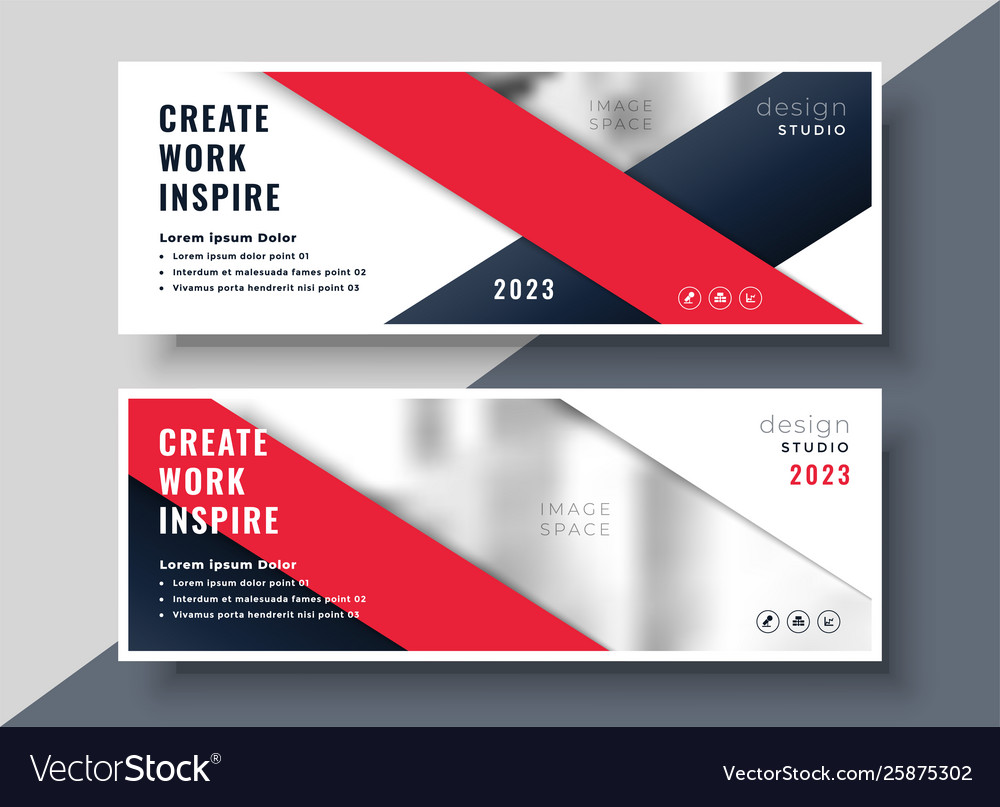 CREATE
WORK
INSPIRE
Lorem ipsum Dolor
• Lorem ipsum dolor point 01
• Interdum et malesuada fames point 02
• Vivamus porta hendrerit snulla point 03
IMAGE
SPACE
design
STUDIO
2023
CREATE
WORK
INSPIRE
Lorem ipsum Dolor
• Lorem ipsum dolor point 01
• Interdum et malesuada fames point 02
• Vivamus porta hendrerit snulla point 03
IMAGE
SPACE
design
STUDIO
2023
VectorStock®
VectorStock.com/25875302